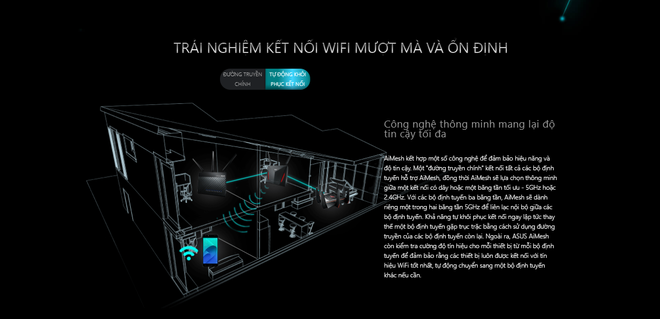 TRẢI NGHIỆM KẾT NỐI WIFI MƯỢT MÀ VÀ ỔN ĐỊNH
ĐƯỜNG TRUYỀN CHÍNH
TỰ ĐỘNG KHÔI PHỤC KẾT NỐI
Công nghệ thông minh mang lại độ
tin cậy tối đa
AiMesh kết hợp một số công nghệ để đảm bảo hiệu năng và
độ tin cậy. Một "đường truyền chính" kết nối tất cả các bộ định
tuyến hỗ trợ AiMesh, đồng thời AiMesh sẽ lựa chọn thông minh
giữa một kết nối có dây hoặc một băng tần tối ưu - 5GHz hoặc
2.4GHz. Với các bộ định tuyến ba băng tần, AiMesh sẽ dành
riêng một trong hai băng tần 5GHz để liên lạc nội bộ giữa các
bộ định tuyến. Khả năng tự khôi phục kết nối ngay lập tức thay
thế một bộ định tuyến gặp trục trặc bằng cách sử dụng đường
truyền của các bộ định tuyến còn lại. Ngoài ra, ASUS AiMesh
còn kiểm tra cường độ tín hiệu cho mỗi thiết bị từ mỗi bộ định
tuyến để đảm bảo rằng các thiết bị luôn được kết nối với tín
hiệu WiFi tốt nhất, tự động chuyển sang một bộ định tuyến
khác nếu cần.